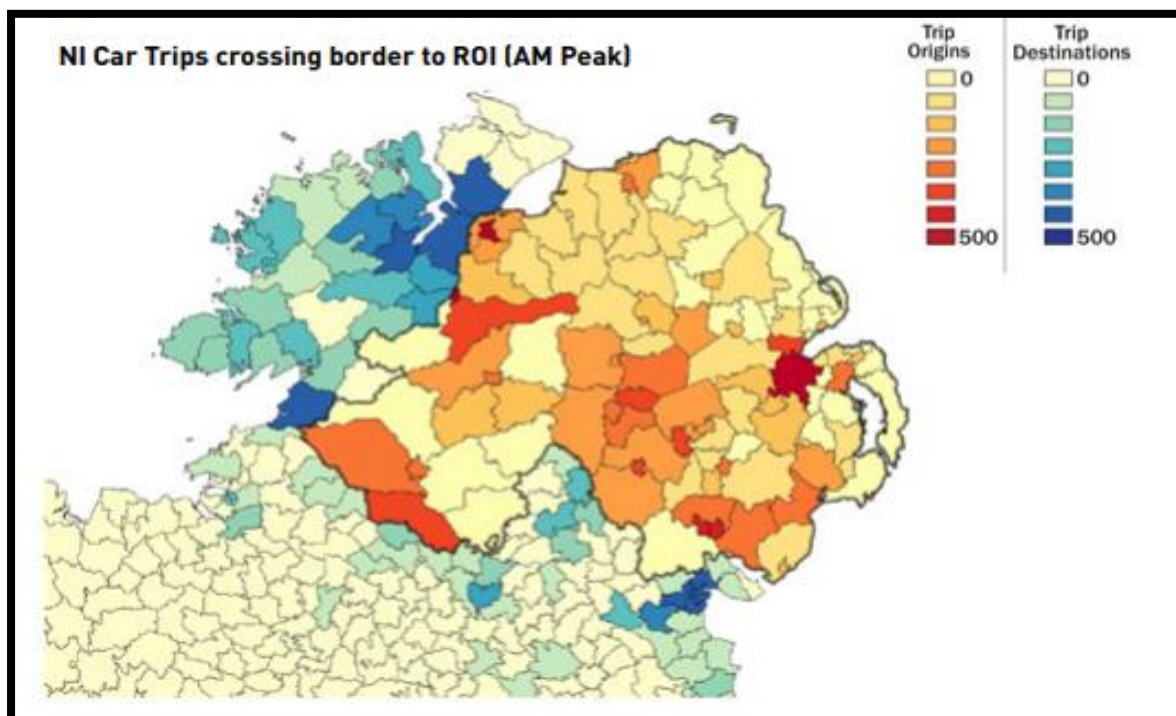 NI Car Trips crossing border to ROI (AM Peak)
Trip
Origins
0
500
Trip
Destinations
0
500